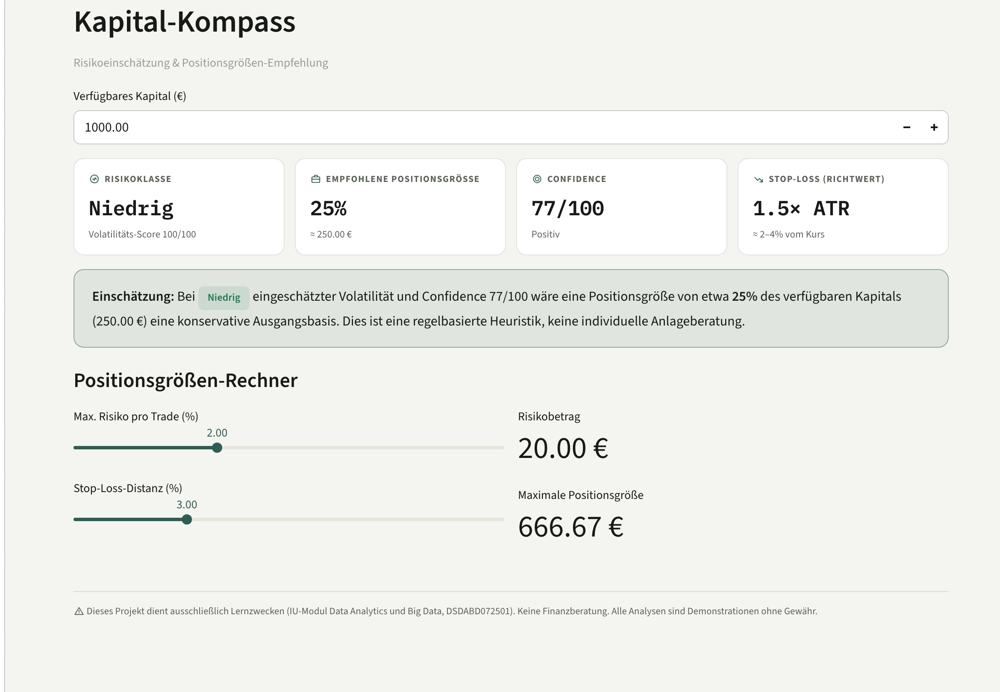 Kapital-Kompass
Risikoeinschätzung & Positionsgrößen-Empfehlung
Verfügbares Kapital (€)
1000.00 − +
RISIKOKLASSE
Niedrig
Volatilitäts-Score 100/100
EMPFOHLENE POSITIONSGRÖSSE
25%
≈ 250.00 €
CONFIDENCE
77/100
Positiv
STOP-LOSS (RICHTWERT)
1.5× ATR
≈ 2–4% vom Kurs
Einschätzung: Bei Niedrig eingeschätzter Volatilität und Confidence 77/100 wäre eine Positionsgröße von etwa 25% des verfügbaren Kapitals
(250.00 €) eine konservative Ausgangsbasis. Dies ist eine regelbasierte Heuristik, keine individuelle Anlageberatung.
Positionsgrößen-Rechner
Max. Risiko pro Trade (%)
2.00
Stop-Loss-Distanz (%)
3.00
Risikobetrag
20.00 €
Maximale Positionsgröße
666.67 €
⚠ Dieses Projekt dient ausschließlich Lernzwecken (IU-Modul Data Analytics und Big Data, DSDABD072501). Keine Finanzberatung. Alle Analysen sind Demonstrationen ohne Gewähr.